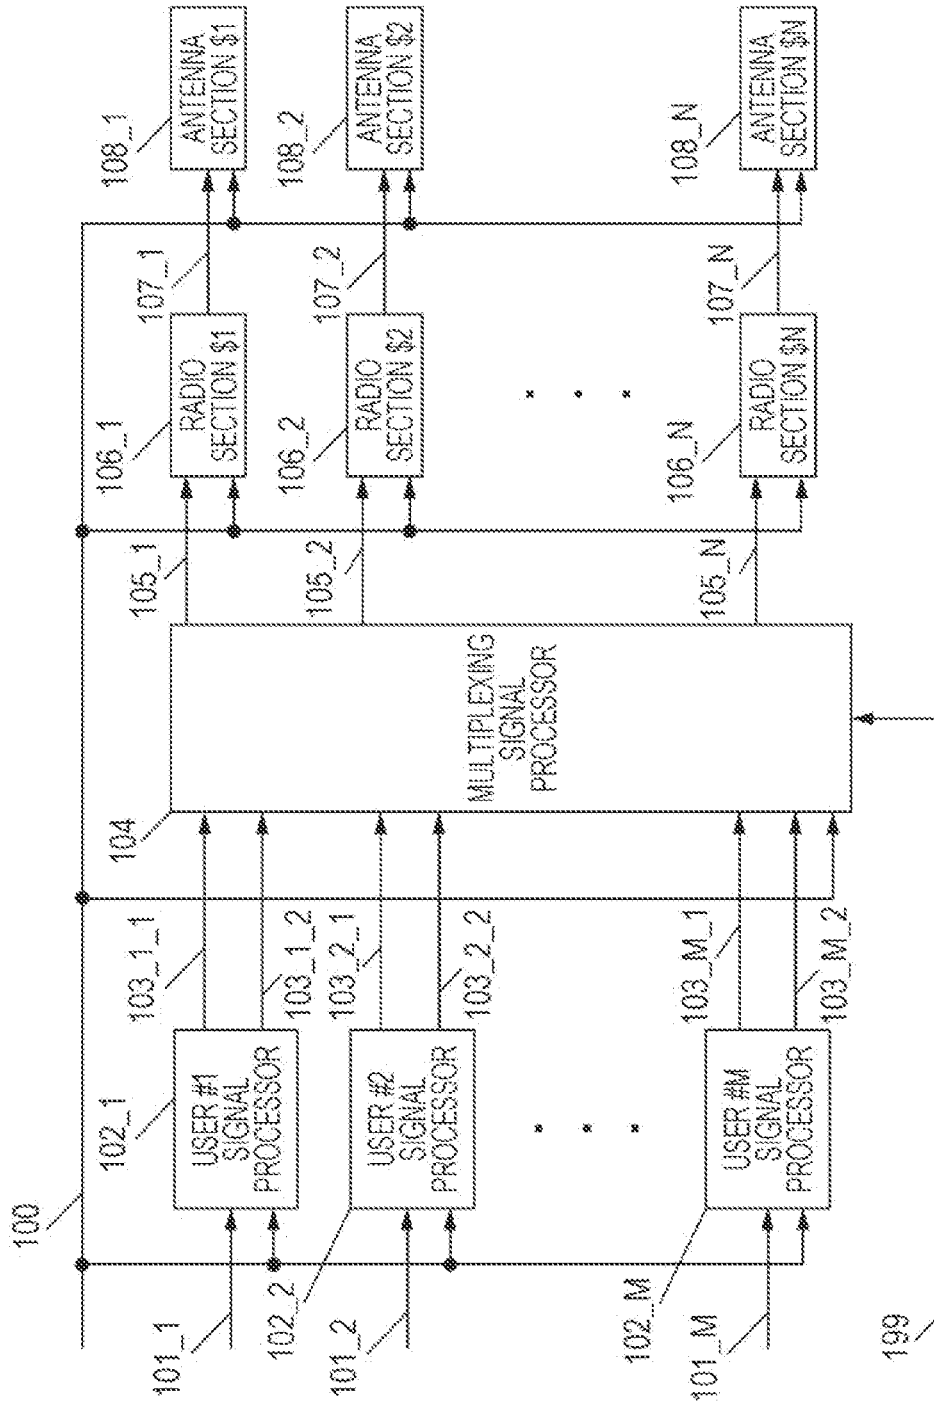 100
101_1
102_1
USER #1
SIGNAL
PROCESSOR
103_1_1
103_1_2
101_2
102_2
USER #2
SIGNAL
PROCESSOR
103_2_1
103_2_2
101_M
102_M
USER #M
SIGNAL
PROCESSOR
103_M_1
103_M_2
104
MULTIPLEXING
SIGNAL
PROCESSOR
199
105_1
106_1
RADIO
SECTION $1
107_1
108_1
ANTENNA
SECTION $1
105_2
106_2
RADIO
SECTION $2
107_2
108_2
ANTENNA
SECTION $2
105_N
106_N
RADIO
SECTION $N
107_N
108_N
ANTENNA
SECTION $N